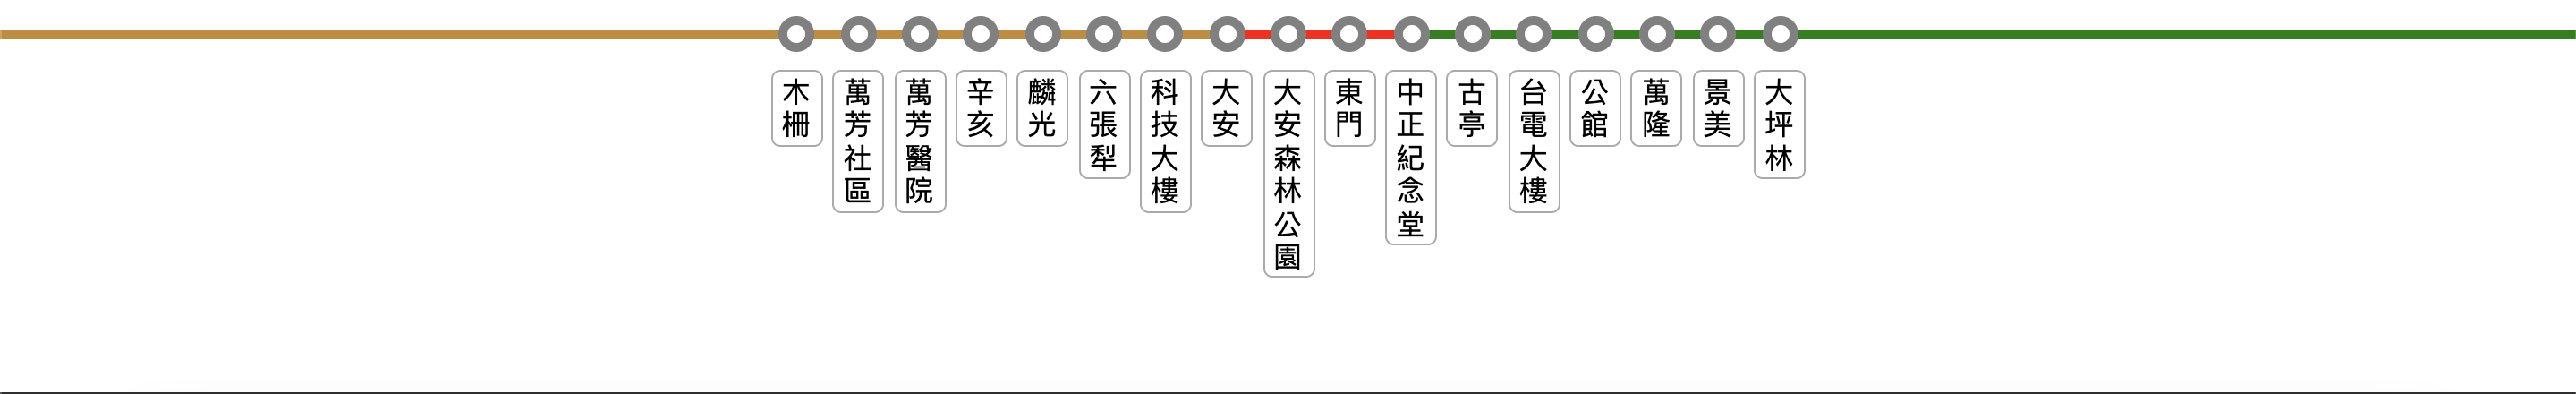 木柵
萬芳社區
萬芳醫院
辛亥
麟光
六張犁
科技大樓
大安
大安森林公園
東門
中正紀念堂
古亭
台電大樓
公館
萬隆
景美
大坪林